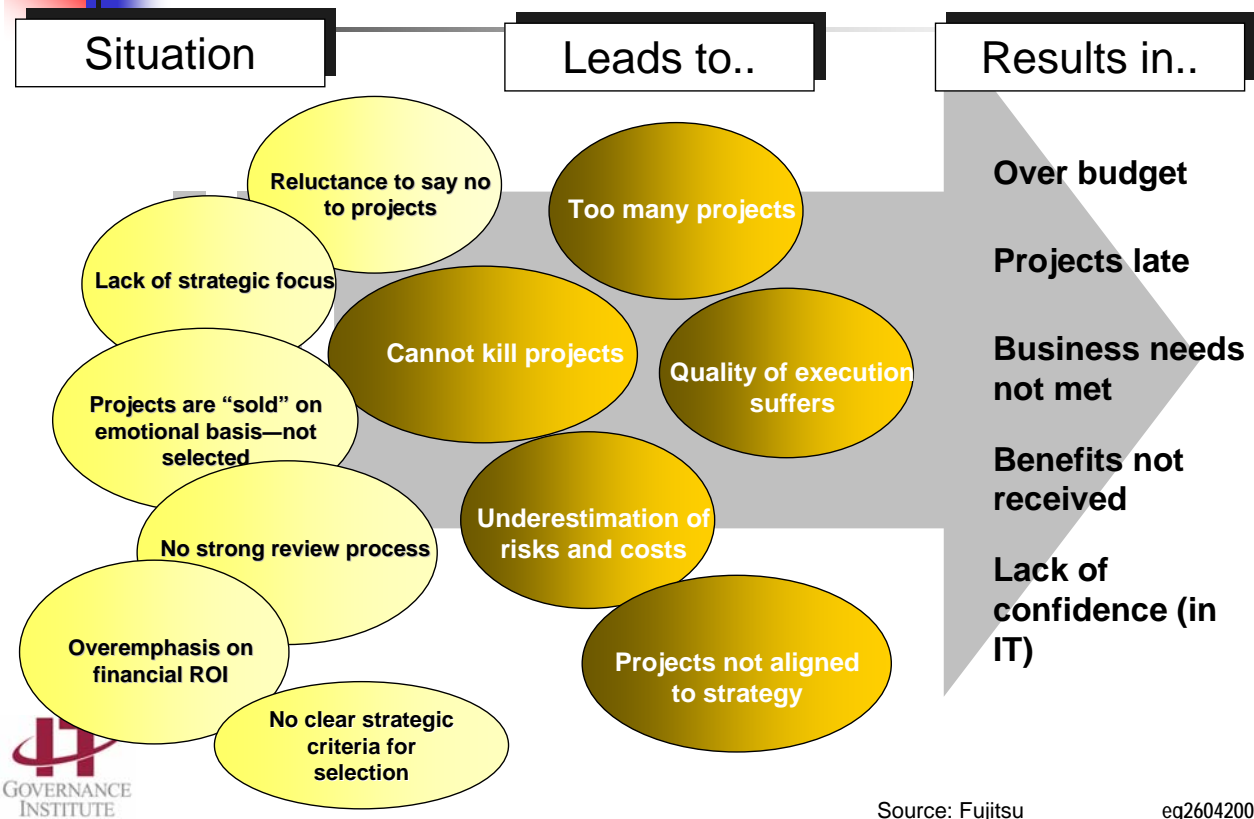 Situation
Leads to..
Results in..
Reluctance to say no
to projects
Lack of strategic focus
Projects are “sold” on
emotional basis—not
selected
No strong review process
Overemphasis on
financial ROI
No clear strategic
criteria for
selection
Too many projects
Cannot kill projects
Quality of execution
suffers
Underestimation of
risks and costs
Projects not aligned
to strategy
Over budget
Projects late
Business needs
not met
Benefits not
received
Lack of
confidence (in
IT)
IT
GOVERNANCE
INSTITUTE
Source: Fujitsu
eg2604200